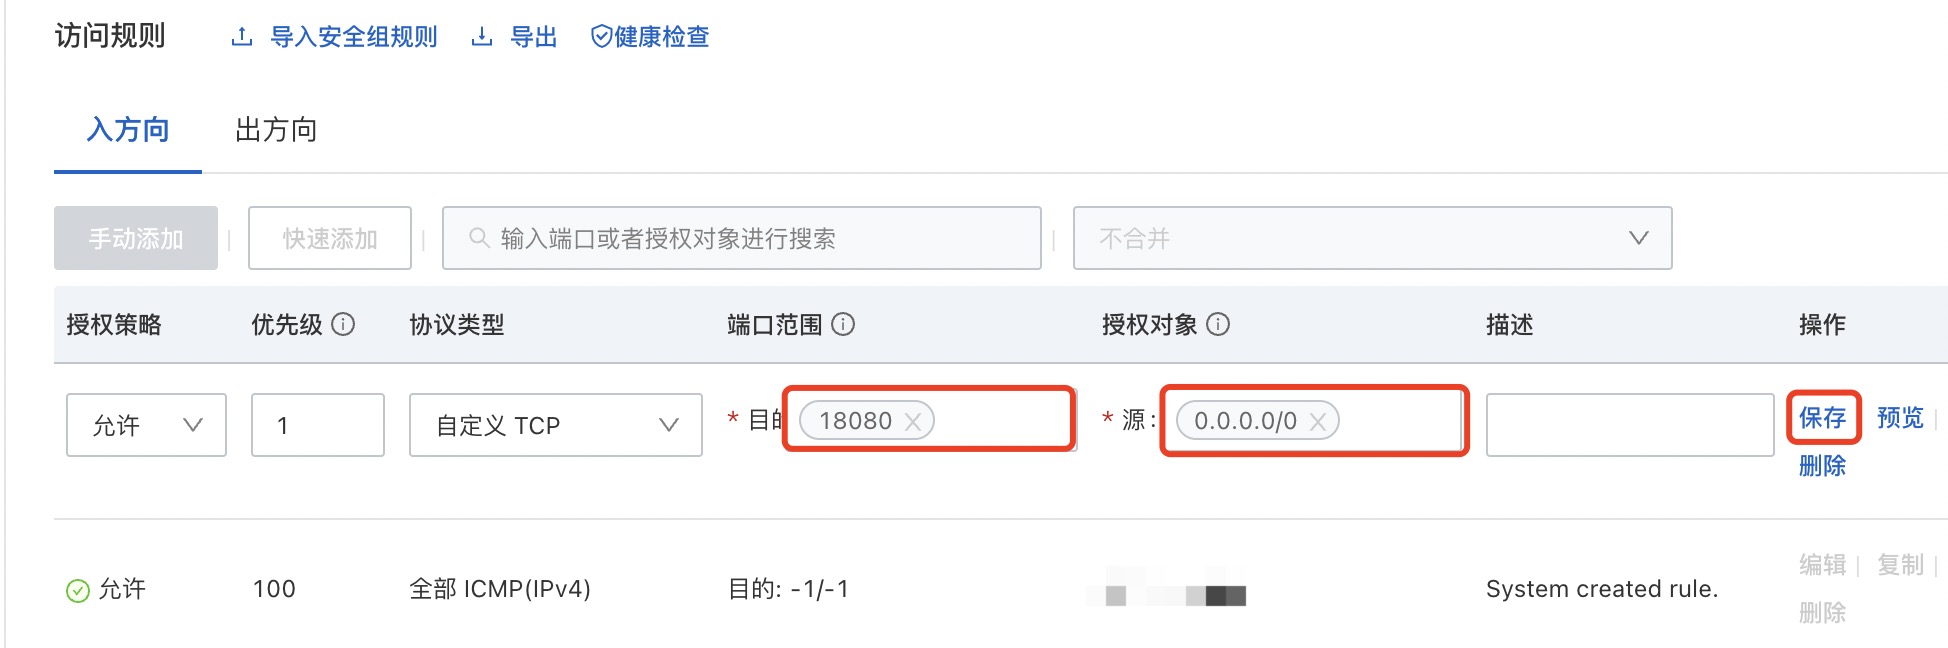 访问规则 导入安全组规则 导出 健康检查
入方向 出方向
手动添加 快速添加 输入端口或者授权对象进行搜索 不合并
授权策略 优先级 协议类型 端口范围 授权对象 描述 操作
允许 1 自定义 TCP * 目的 18080 * 源: 0.0.0.0/0 保存 预览
删除
允许 100 全部 ICMP(IPv4) 目的: -1/-1 System created rule. 编辑 复制
删除